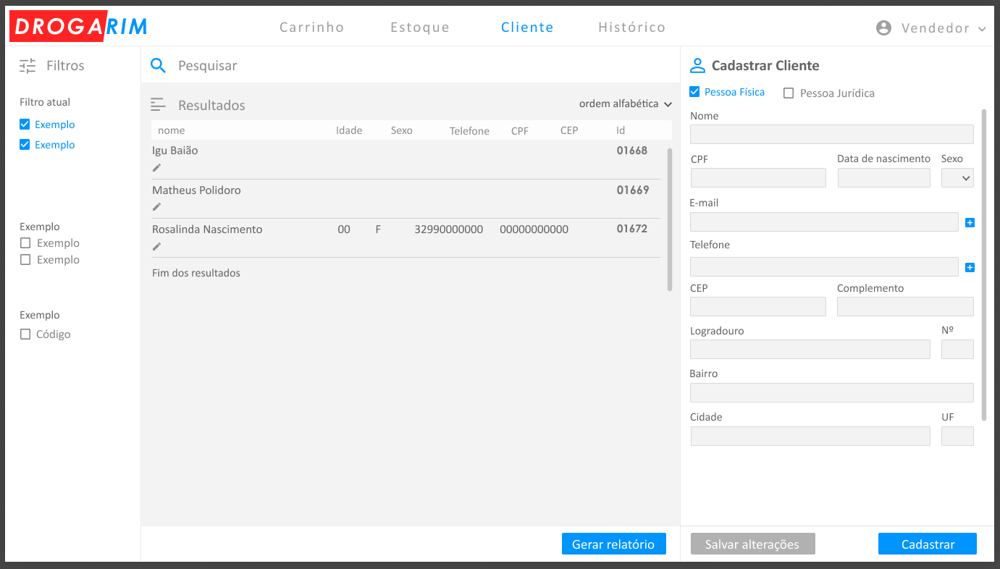 DROGARIM
Carrinho Estoque Cliente Histórico Vendedor
Filtros
Filtro atual
Exemplo
Exemplo
Exemplo
Exemplo
Exemplo
Exemplo
Código
Pesquisar
Resultados ordem alfabética
nome Idade Sexo Telefone CPF CEP Id
Igu Baião 01668
Matheus Polidoro 01669
Rosalinda Nascimento 00 F 32990000000 00000000000 01672
Fim dos resultados
Gerar relatório
Cadastrar Cliente
Pessoa Física Pessoa Jurídica
Nome
CPF Data de nascimento Sexo
E-mail
Telefone
CEP Complemento
Logradouro Nº
Bairro
Cidade UF
Salvar alterações Cadastrar